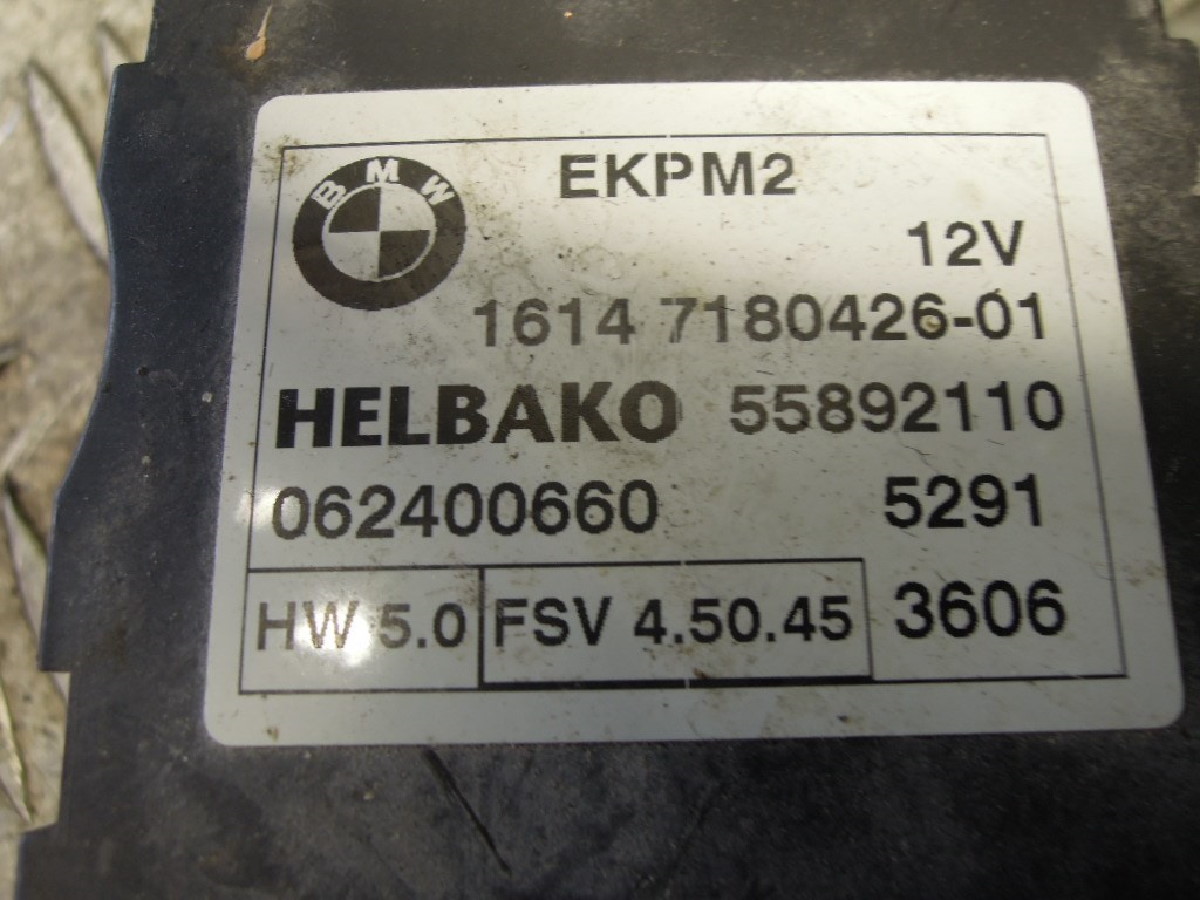 BMW
EKPM2
12V
1614 7180426-01
HELBAKO 55892110
062400660 5291
HW 5.0 FSV 4.50.45 3606